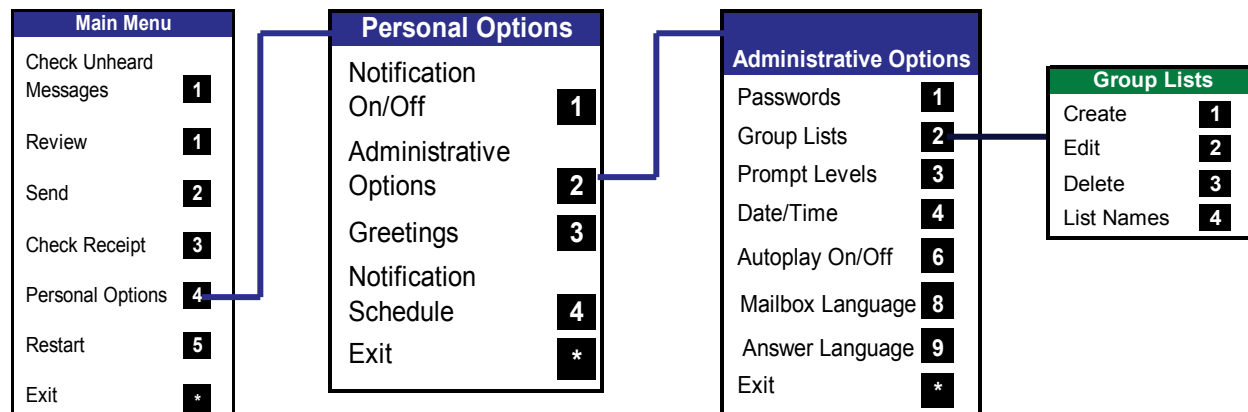 Main Menu
Check Unheard
Messages 1
Review 1
Send 2
Check Receipt 3
Personal Options 4
Restart 5
Exit *
Personal Options
Notification
On/Off 1
Administrative
Options 2
Greetings 3
Notification
Schedule 4
Exit *
Administrative Options
Passwords 1
Group Lists 2
Prompt Levels 3
Date/Time 4
Autoplay On/Off 6
Mailbox Language 8
Answer Language 9
Exit *
Group Lists
Create 1
Edit 2
Delete 3
List Names 4